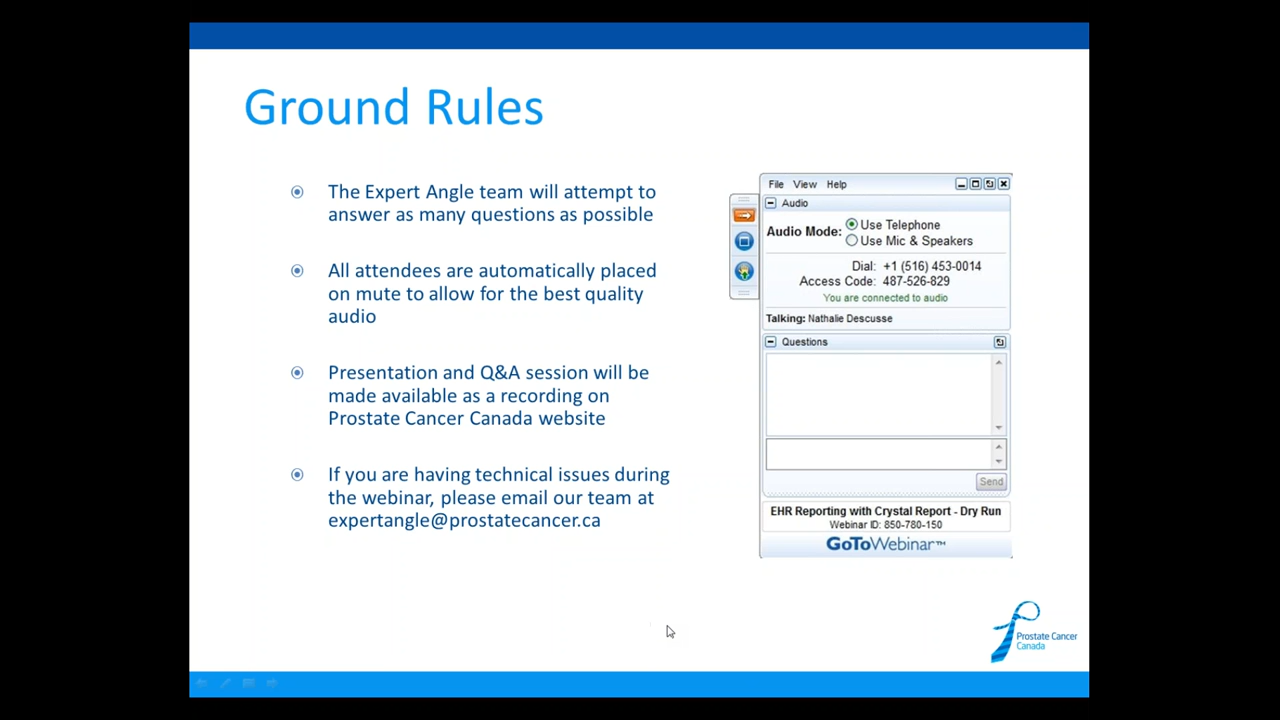 Ground Rules
The Expert Angle team will attempt to
answer as many questions as possible
All attendees are automatically placed
on mute to allow for the best quality
audio
Presentation and Q&A session will be
made available as a recording on
Prostate Cancer Canada website
If you are having technical issues during
the webinar, please email our team at
expertangle@prostatecancer.ca
File View Help
Audio
Audio Mode: Use Telephone
Use Mic & Speakers
Dial: +1 (516) 453-0014
Access Code: 487-526-829
You are connected to audio
Talking: Nathalie Descusse
Questions
Send
EHR Reporting with Crystal Report - Dry Run
Webinar ID: 850-780-150
GoToWebinar™
Prostate Cancer
Canada